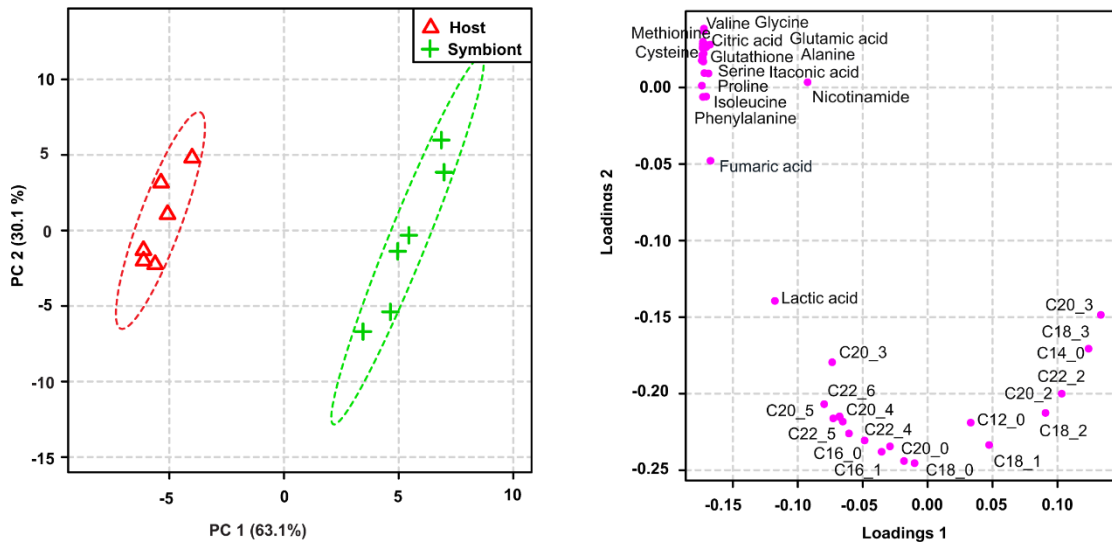 Host
Symbiont
10
5
0
-5
-10
-15
PC 2 (30.1 %)
-5
0
5
10
PC 1 (63.1%)
Valine Glycine
Methionine
Citric acid
Glutamic acid
Cysteine
Glutathione
Alanine
Serine
Itaconic acid
Proline
Nicotinamide
Isoleucine
Phenylalanine
Fumaric acid
Lactic acid
C20_3
C18_3
C14_0
C20_3
C22_2
C22_6
C20_2
C20_5
C20_4
C12_0
C22_5
C22_4
C18_2
C16_0
C20_0
C18_1
C16_1
C18_0
0.00
-0.05
-0.10
-0.15
-0.20
-0.25
Loadings 2
-0.15
-0.10
-0.05
0.00
0.05
0.10
Loadings 1